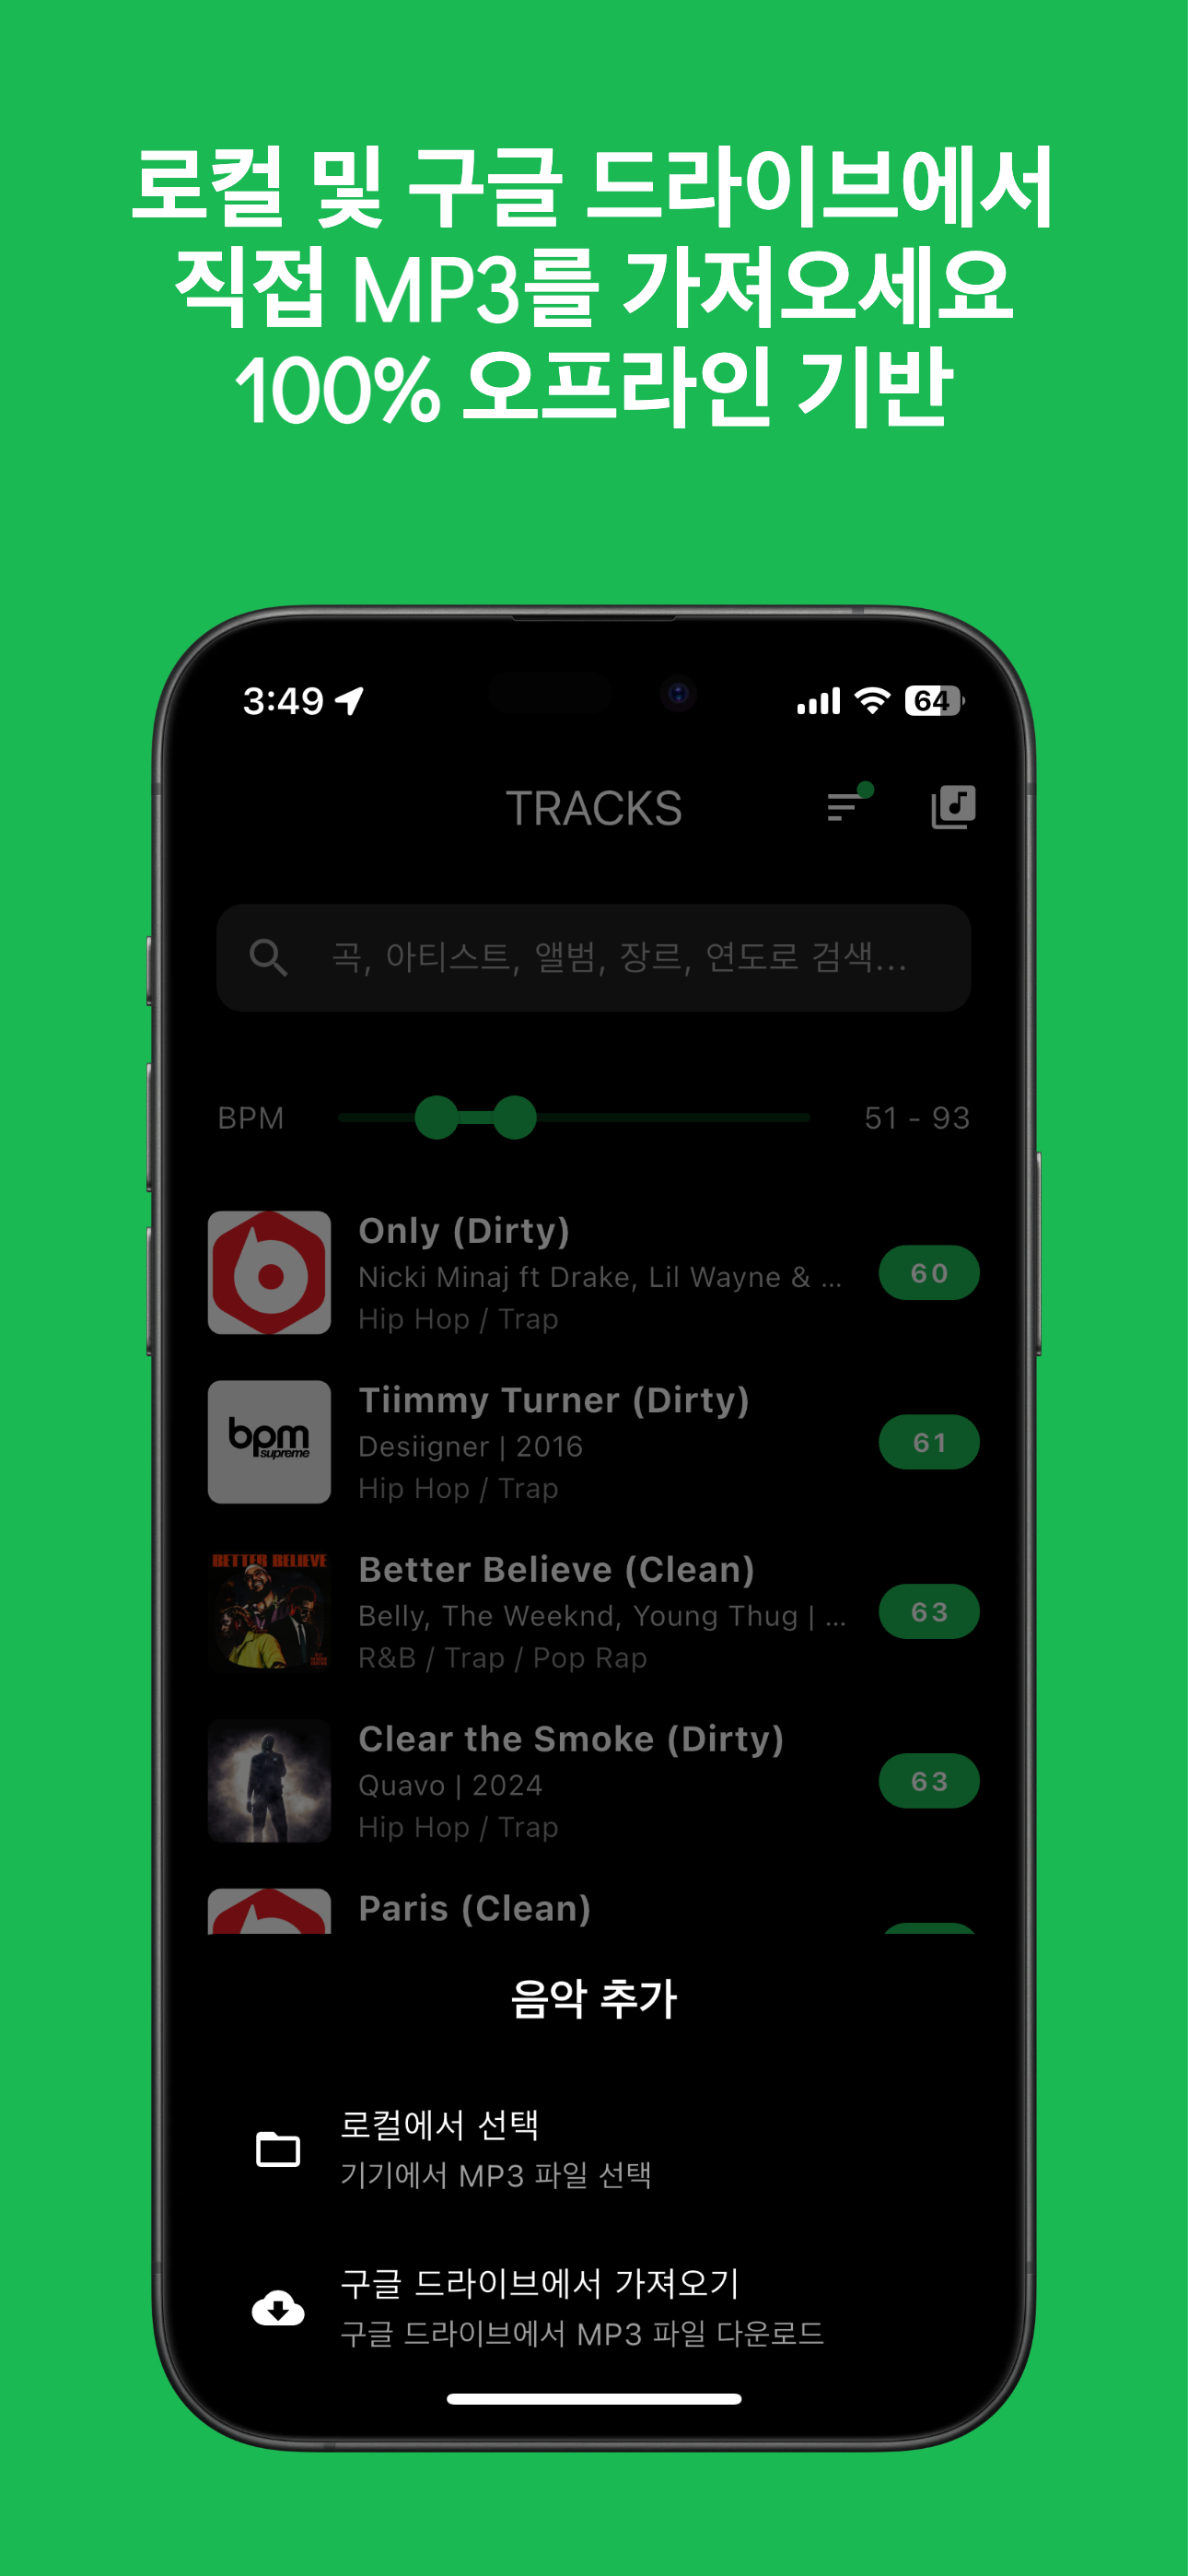 로컬 및 구글 드라이브에서
직접 MP3를 가져오세요
100% 오프라인 기반
3:49
64
TRACKS
곡, 아티스트, 앨범, 장르, 연도로 검색...
BPM
51 - 93
Only (Dirty)
Nicki Minaj ft Drake, Lil Wayne & ...
Hip Hop / Trap
60
bpm
supreme
Tiimmy Turner (Dirty)
Desiigner | 2016
Hip Hop / Trap
61
BETTER BELIEVE
Better Believe (Clean)
Belly, The Weeknd, Young Thug | ...
R&B / Trap / Pop Rap
63
Clear the Smoke (Dirty)
Quavo | 2024
Hip Hop / Trap
63
Paris (Clean)
음악 추가
로컬에서 선택
기기에서 MP3 파일 선택
구글 드라이브에서 가져오기
구글 드라이브에서 MP3 파일 다운로드